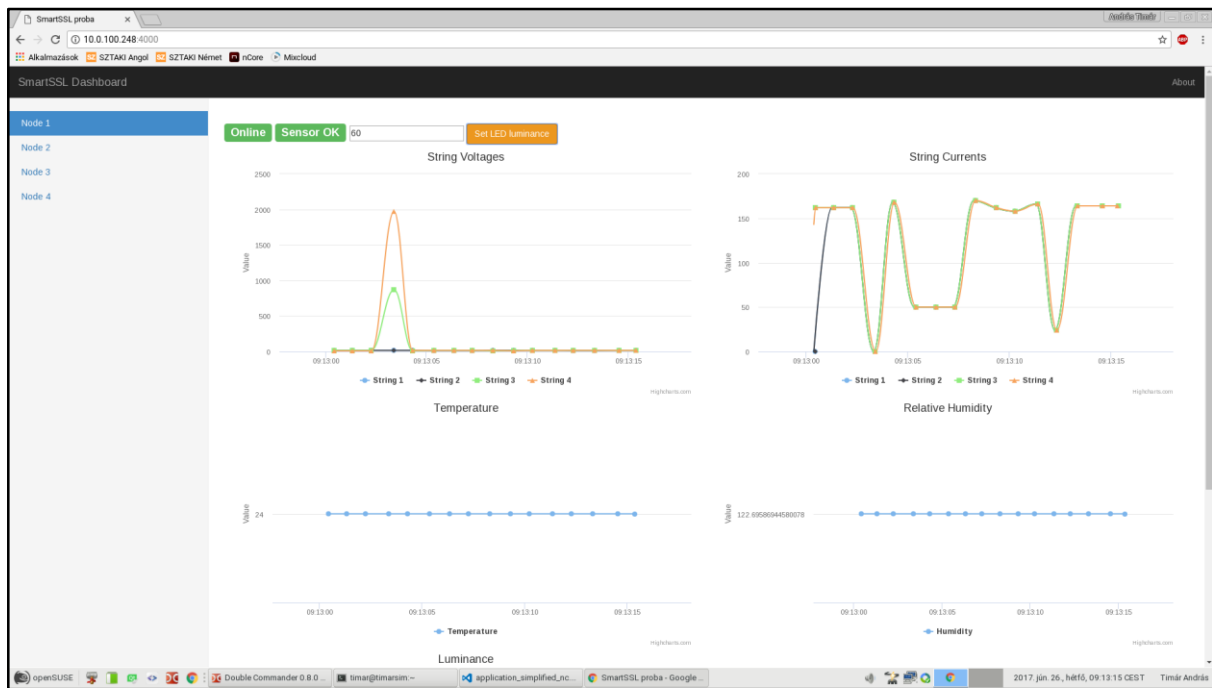 SmartSSL proba
András Timár
10.0.100.248:4000
Alkalmazások SZTAKI Angol SZTAKI Német nCore Mixcloud
SmartSSL Dashboard About
Node 1
Node 2
Node 3
Node 4
Online Sensor OK 60 Set LED luminance
String Voltages
2500
2000
1500
1000
500
0
Value
09:13:00 09:13:05 09:13:10 09:13:15
String 1 String 2 String 3 String 4
Highcharts.com
String Currents
200
150
100
50
0
Value
09:13:00 09:13:05 09:13:10 09:13:15
String 1 String 2 String 3 String 4
Highcharts.com
Temperature
Value
24
09:13:00 09:13:05 09:13:10 09:13:15
Temperature
Highcharts.com
Relative Humidity
Value
122.69586944580078
09:13:00 09:13:05 09:13:10 09:13:15
Humidity
Highcharts.com
Luminance
openSUSE Double Commander 0.8.0 ... timar@timarsim:~ application_simplified_nc... SmartSSL proba - Google ... 2017. jún. 26., hétfő, 09:13:15 CEST Timár András